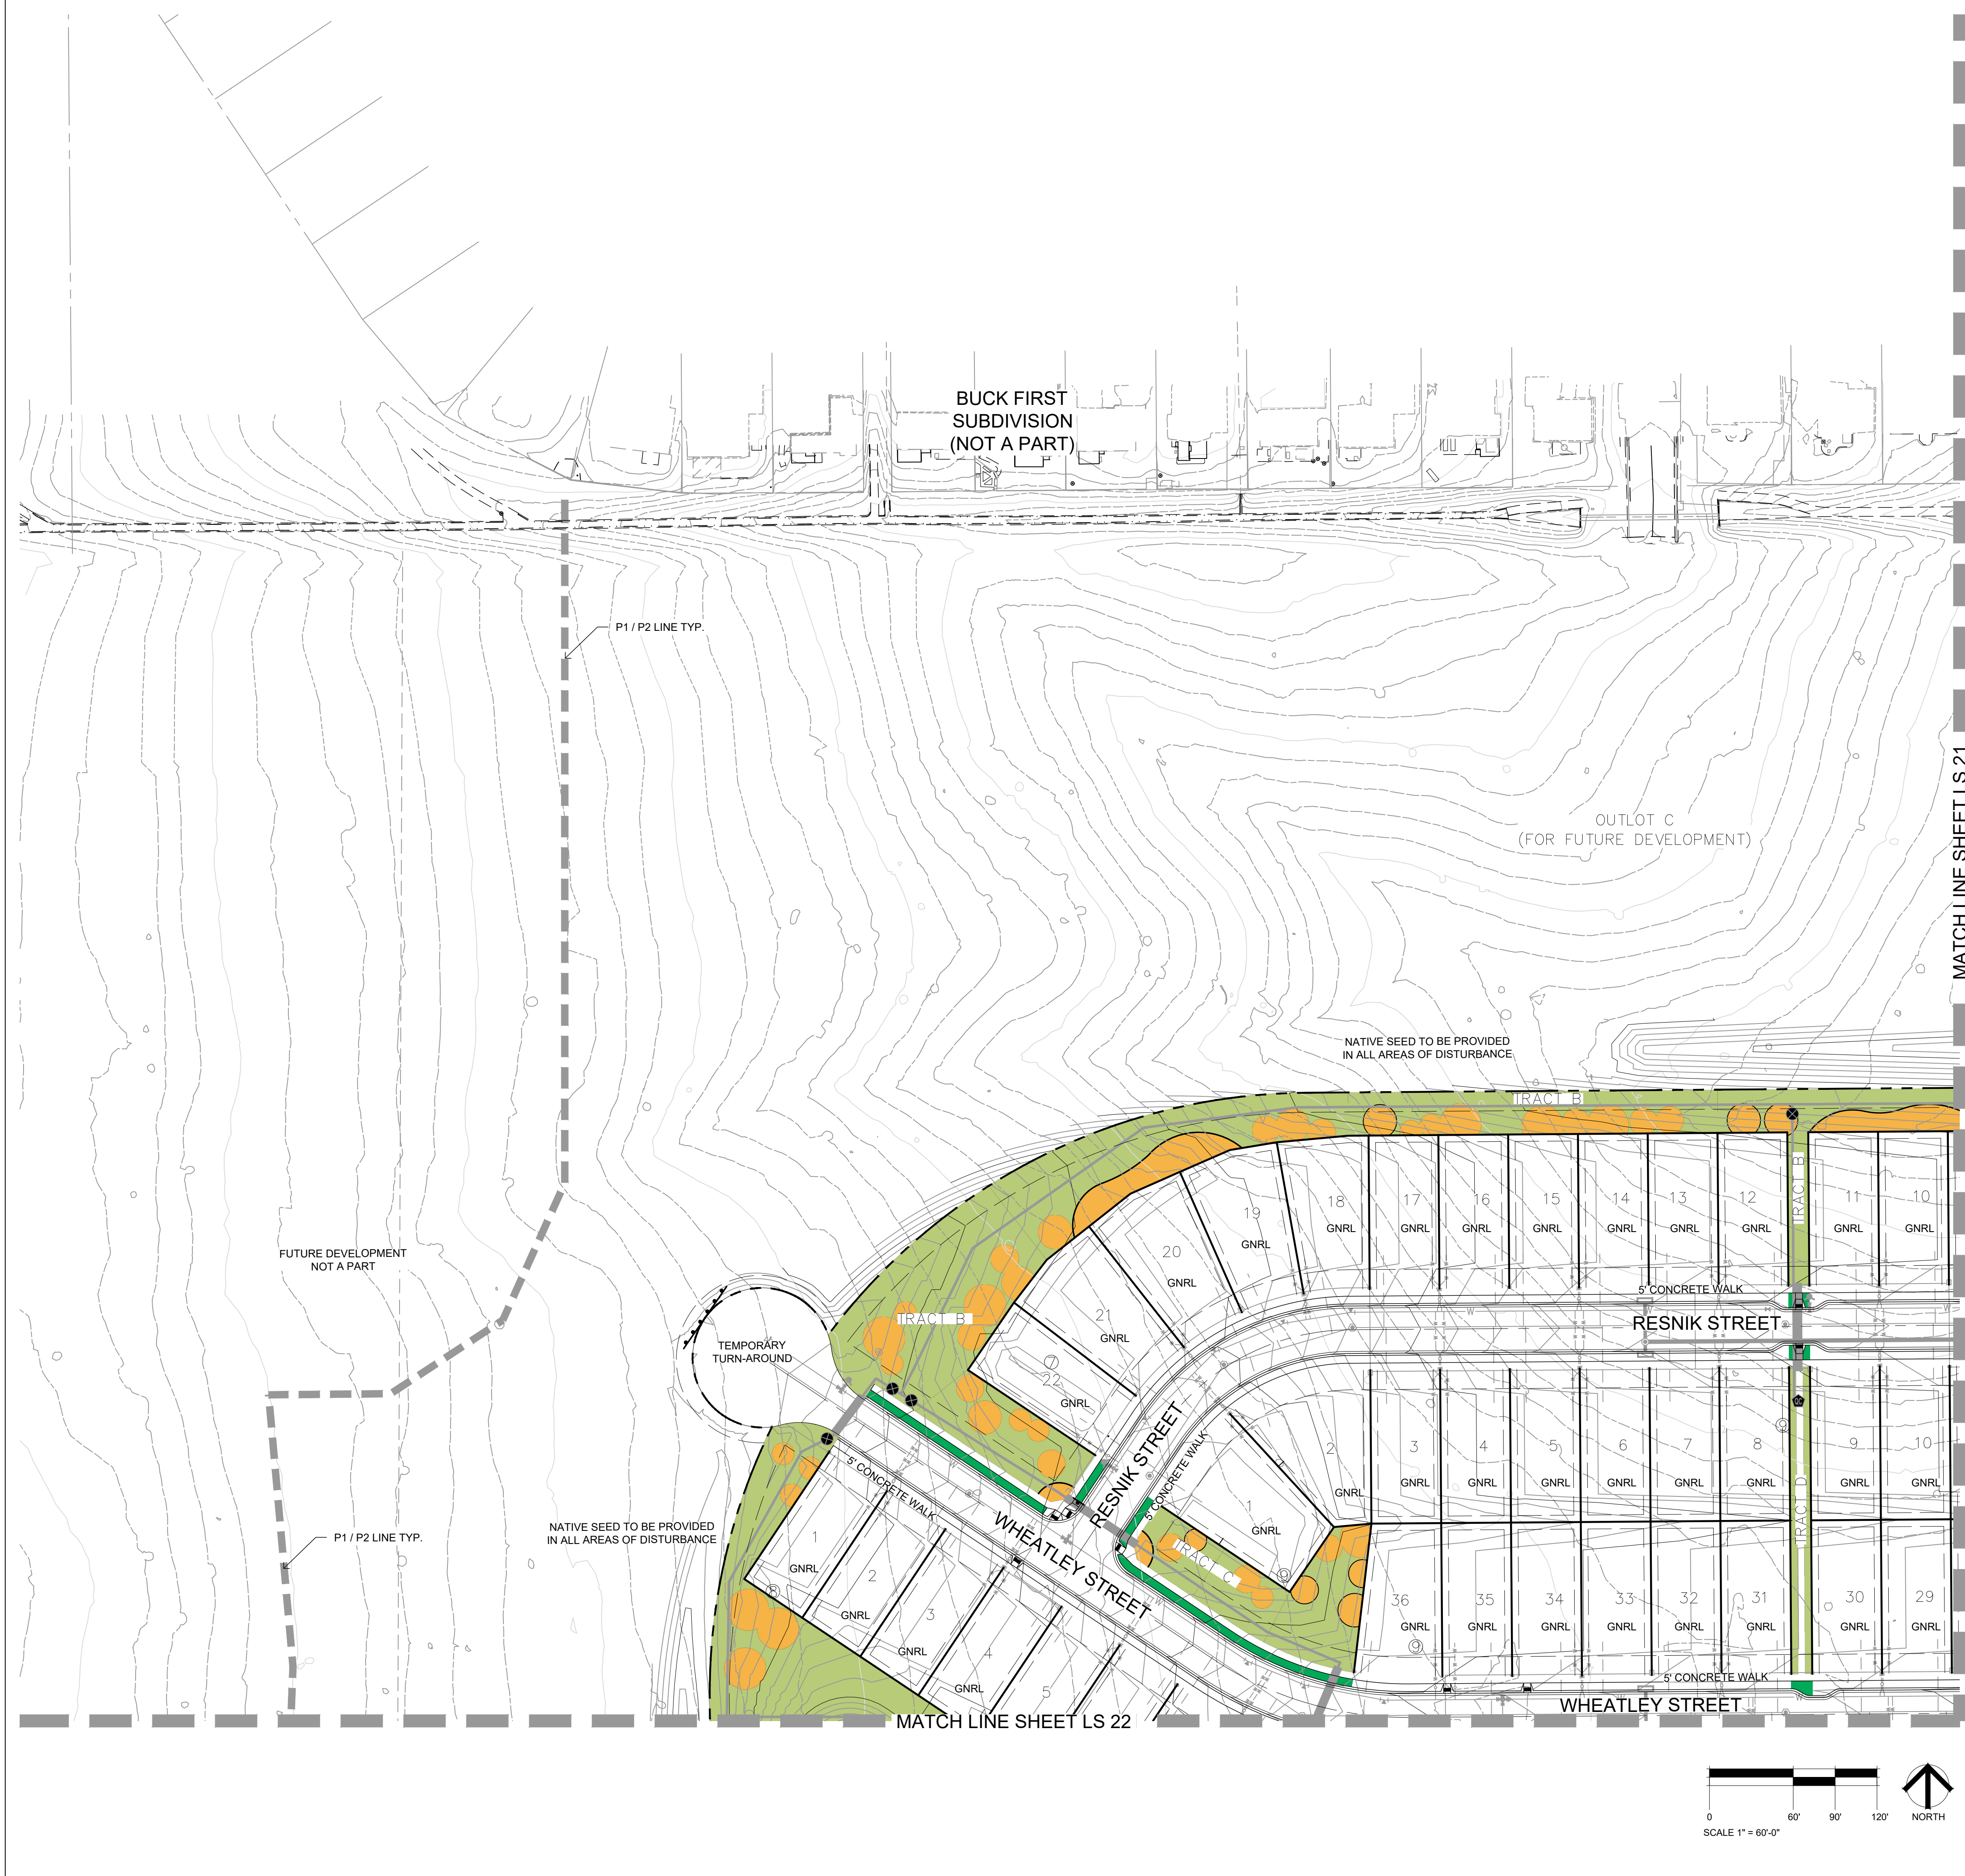 BUCK FIRST
SUBDIVISION
(NOT A PART)
P1 / P2 LINE TYP.
MATCH LINE SHEET LS 21
OUTLOT C
(FOR FUTURE DEVELOPMENT)
NATIVE SEED TO BE PROVIDED
IN ALL AREAS OF DISTURBANCE
TRACT B
18
17
16
15
14
13
12
TRACT B
11
10
GNRL
GNRL
GNRL
GNRL
GNRL
GNRL
GNRL
GNRL
GNRL
19
GNRL
20
GNRL
FUTURE DEVELOPMENT
NOT A PART
5' CONCRETE WALK
RESNIK STREET
TRACT B
21
GNRL
TEMPORARY
TURN-AROUND
7
22
GNRL
RESNIK STREET
5' CONCRETE WALK
2
3
4
5
6
7
8
9
9
10
GNRL
GNRL
GNRL
GNRL
GNRL
GNRL
GNRL
GNRL
GNRL
1
GNRL
9
TRACT D
TRACT C
5' CONCRETE WALK
WHEATLEY STREET
P1 / P2 LINE TYP.
NATIVE SEED TO BE PROVIDED
IN ALL AREAS OF DISTURBANCE
1
GNRL
8
2
GNRL
3
GNRL
4
GNRL
5
36
35
34
33
32
31
30
29
GNRL
GNRL
GNRL
GNRL
GNRL
GNRL
GNRL
GNRL
9
5' CONCRETE WALK
WHEATLEY STREET
MATCH LINE SHEET LS 22
0
60'
90'
120'
SCALE 1" = 60'-0"
NORTH